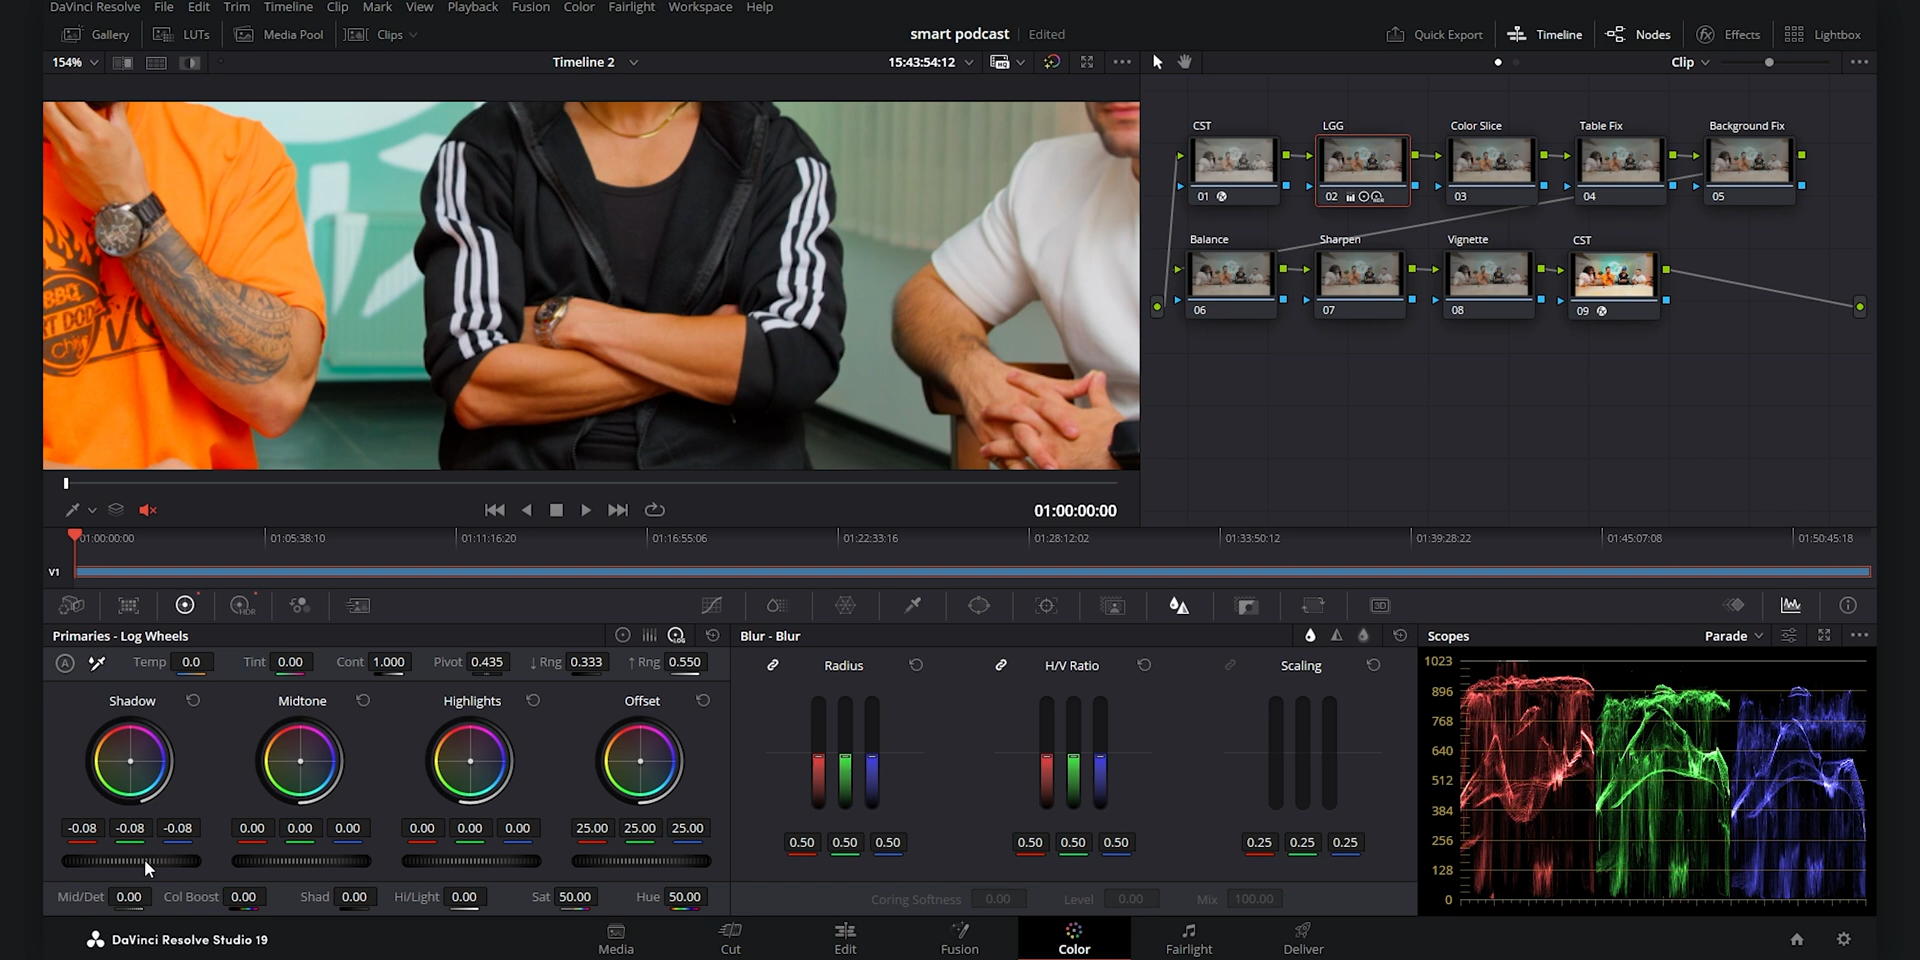 DaVinci Resolve File Edit Trim Timeline Clip Mark View Playback Fusion Color Fairlight Workspace Help
Gallery LUTs Media Pool Clips smart podcast Edited Quick Export Timeline Nodes Effects Lightbox
154% Timeline 2 15:43:54:12 Clip
CST LGG Color Slice Table Fix Background Fix
01 02 03 04 05
Balance Sharpen Vignette CST
06 07 08 09
BBQ
01:00:00:00
01:00:00:00 01:05:38:10 01:11:16:20 01:16:55:06 01:22:33:16 01:28:12:02 01:33:50:12 01:39:28:22 01:45:07:08 01:50:45:18
V1
HDR 3D
Primaries - Log Wheels LOG Blur - Blur Scopes Parade
A Temp 0.0 Tint 0.00 Cont 1.000 Pivot 0.435 ↓ Rng 0.333 ↑ Rng 0.550
Radius H/V Ratio Scaling
Shadow Midtone Highlights Offset
-0.08 -0.08 -0.08 0.00 0.00 0.00 0.00 0.00 0.00 25.00 25.00 25.00
0.50 0.50 0.50 0.50 0.50 0.50 0.25 0.25 0.25
Mid/Det 0.00 Col Boost 0.00 Shad 0.00 Hi/Light 0.00 Sat 50.00 Hue 50.00
Coring Softness 0.00 Level 0.00 Mix 100.00
1023
896
768
640
512
384
256
128
0
DaVinci Resolve Studio 19 Media Cut Edit Fusion Color Fairlight Deliver